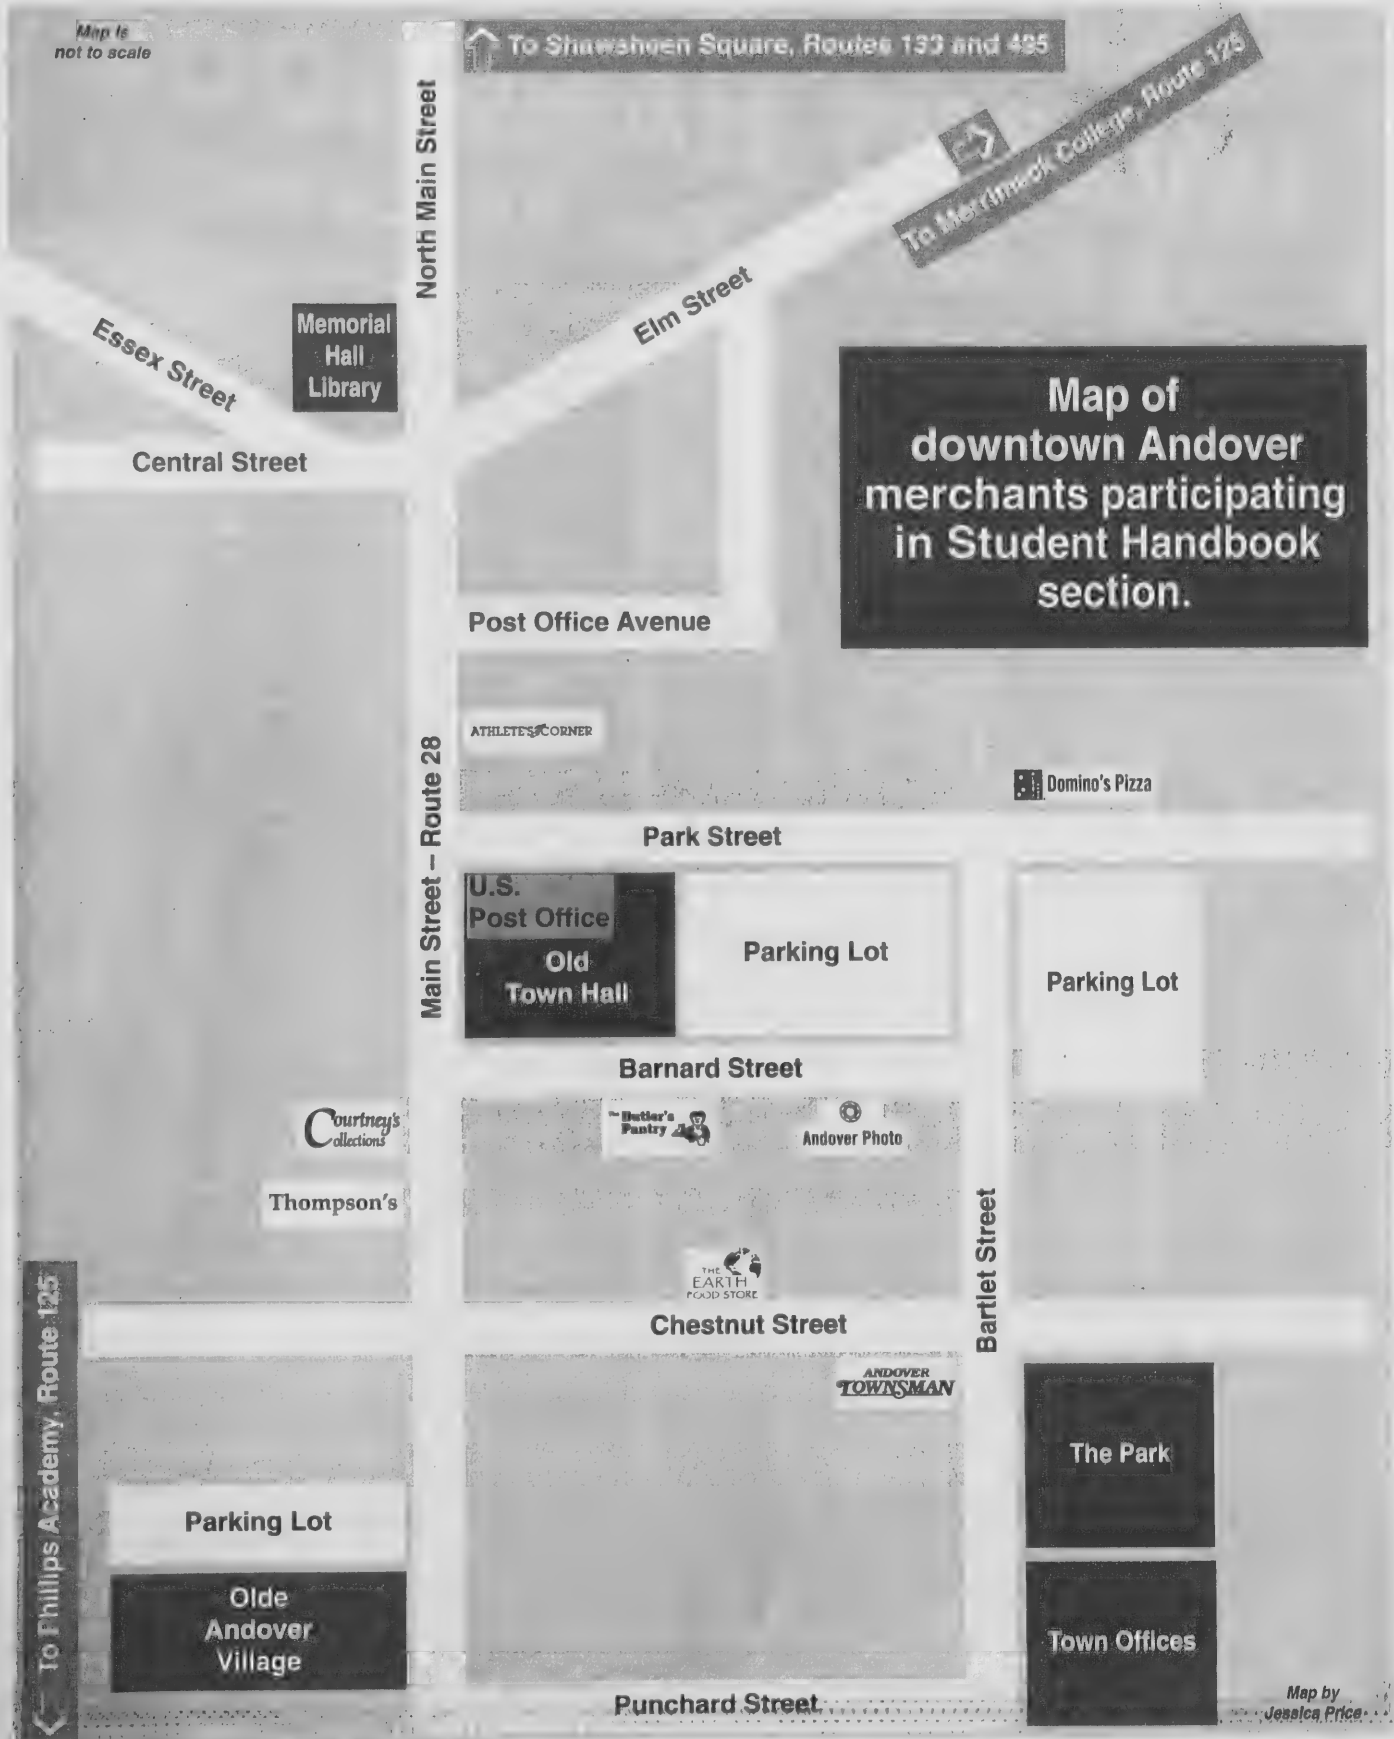 Map is
not to scale
To Shawsheen Square, Routes 133 and 495
To Merrimack College, Route 125
North Main Street
Elm Street
Essex Street
Memorial
Hall
Library
Central Street
Map of
downtown Andover
merchants participating
in Student Handbook
section.
Post Office Avenue
ATHLETE'S CORNER
Main Street – Route 28
Domino's Pizza
Park Street
U.S.
Post Office
Old
Town Hall
Parking Lot
Parking Lot
Barnard Street
Courtney's
Collections
The Butler's
Pantry
Andover Photo
Thompson's
Bartlet Street
THE
EARTH
FOOD STORE
Chestnut Street
To Phillips Academy, Route 125
ANDOVER
TOWNSMAN
The Park
Parking Lot
Olde
Andover
Village
Town Offices
Punchard Street
Map by
Jessica Price